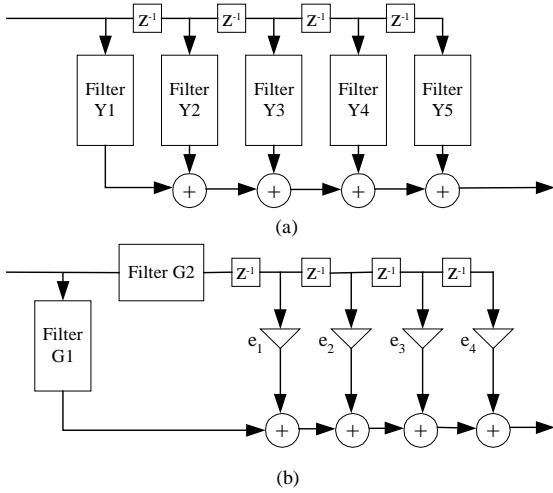 Z⁻¹ Z⁻¹ Z⁻¹ Z⁻¹
Filter Y1
Filter Y2
Filter Y3
Filter Y4
Filter Y5
+ + + +
(a)
Filter G2 Z⁻¹ Z⁻¹ Z⁻¹ Z⁻¹
Filter G1
e₁ e₂ e₃ e₄
+ + + +
(b)